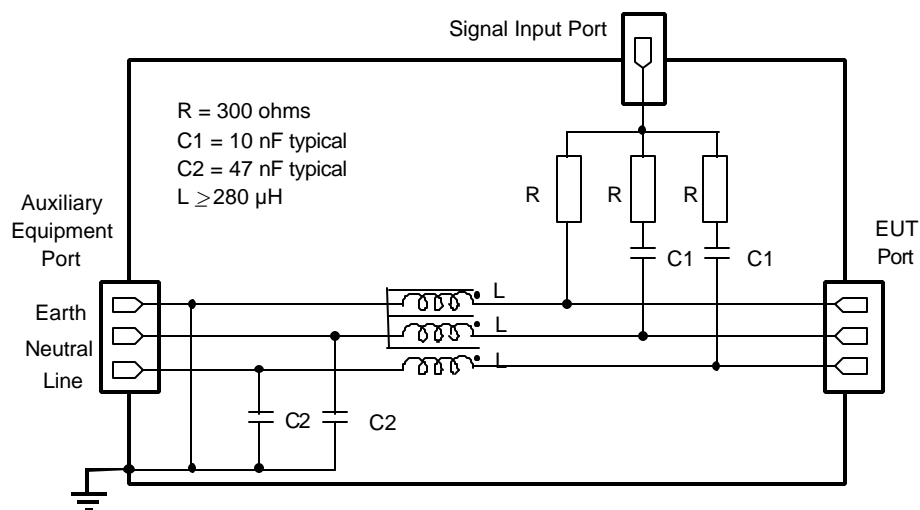 Signal Input Port
R = 300 ohms
C1 = 10 nF typical
C2 = 47 nF typical
L ≥ 280 µH
R
R
R
C1
C1
Auxiliary
Equipment
Port
EUT
Port
Earth
Neutral
Line
L
L
L
C2
C2